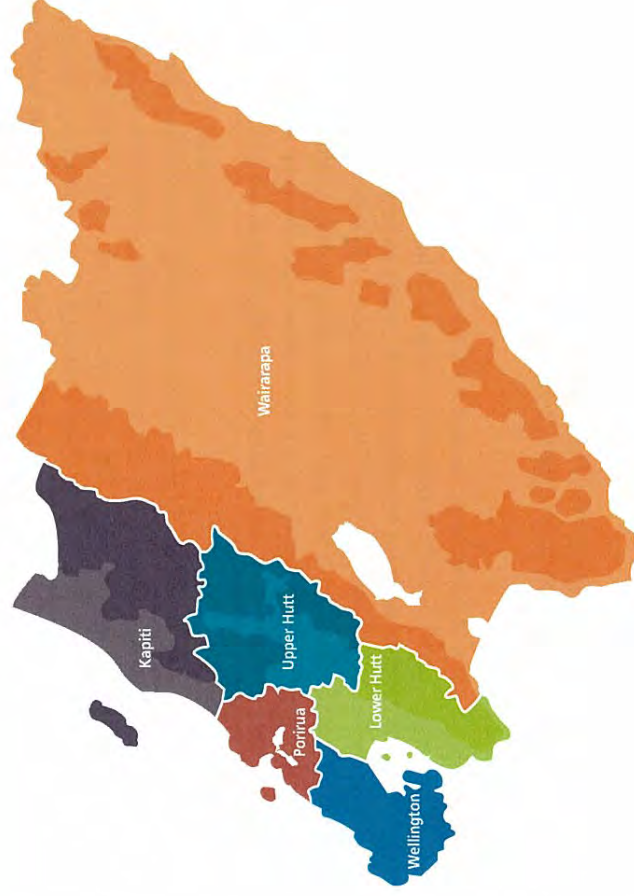 Kapiti
Upper Hutt
Wairarapa
Porirua
Lower Hutt
Wellington